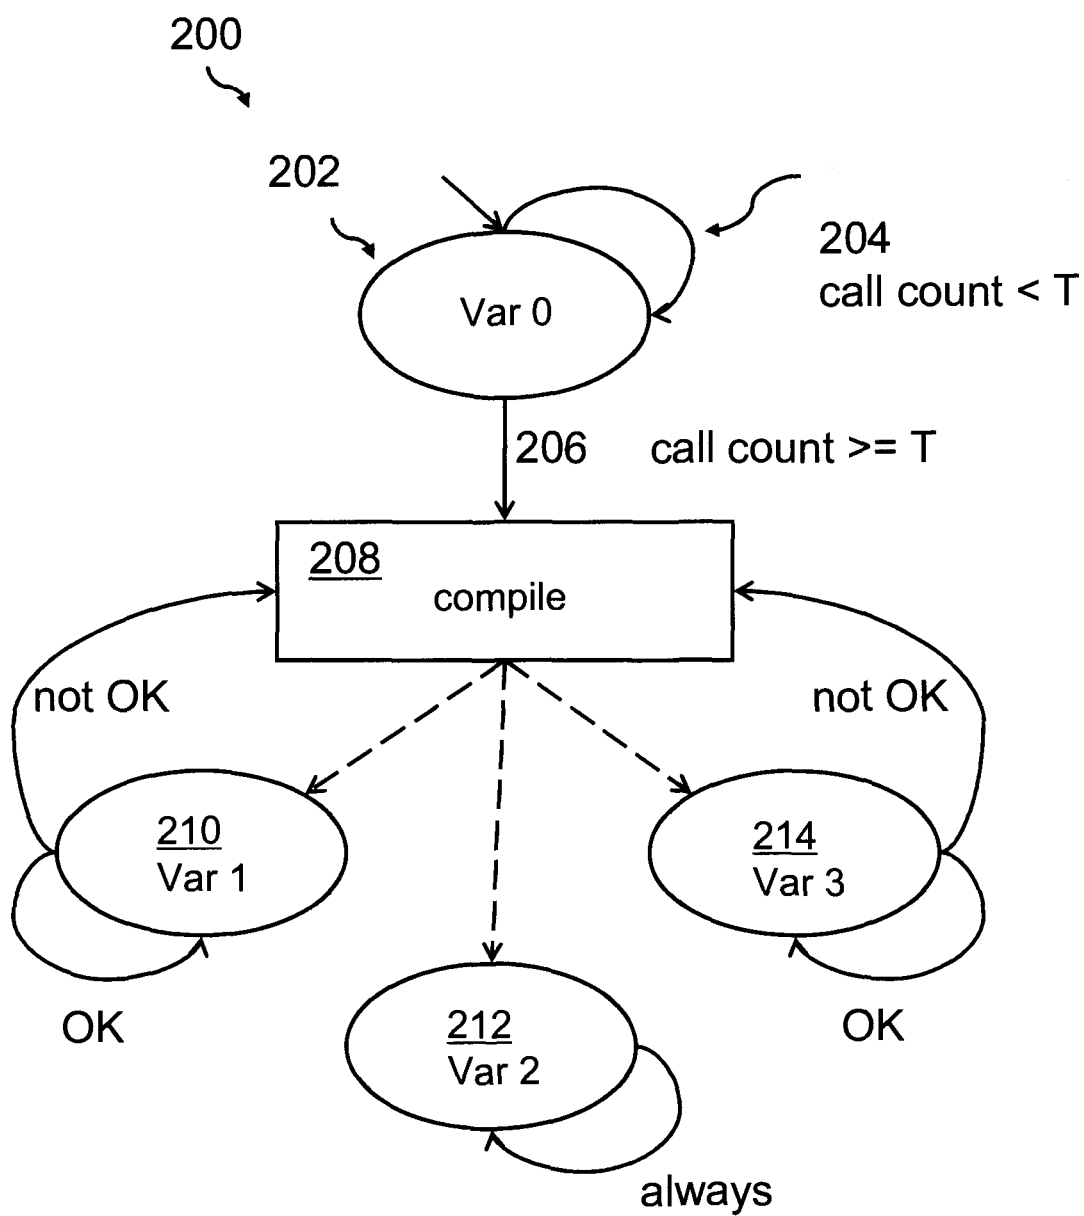 200
202
204
call count < T
Var 0
206
call count >= T
208
compile
not OK
not OK
210
Var 1
214
Var 3
OK
OK
212
Var 2
always